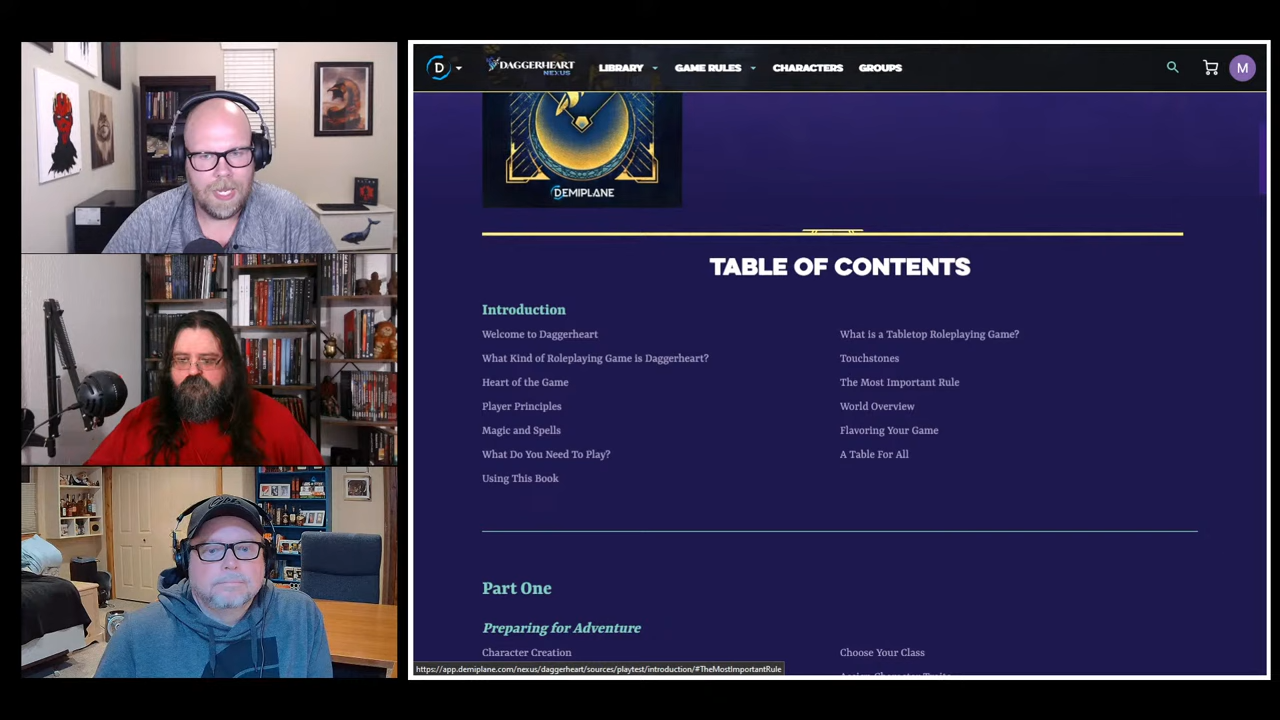 D
DAGGERHEART
NEXUS
LIBRARY
GAME RULES
CHARACTERS
GROUPS
M
DEMIPLANE
TABLE OF CONTENTS
Introduction
Welcome to Daggerheart
What is a Tabletop Roleplaying Game?
What Kind of Roleplaying Game is Daggerheart?
Touchstones
Heart of the Game
The Most Important Rule
Player Principles
World Overview
Magic and Spells
Flavoring Your Game
What Do You Need To Play?
A Table For All
Using This Book
Part One
Preparing for Adventure
Character Creation
Choose Your Class
Assign Character Traits
https://app.demiplane.com/nexus/daggerheart/sources/playtest/introduction/#TheMostImportantRule